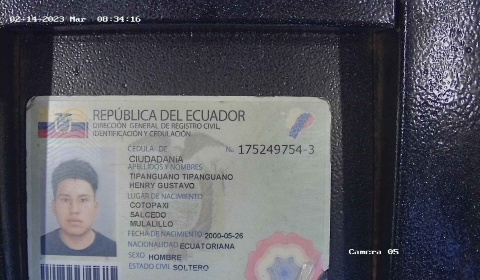 02-14-2023 Mar 08:34:16
REPÚBLICA DEL ECUADOR
DIRECCIÓN GENERAL DE REGISTRO CIVIL,
IDENTIFICACIÓN Y CEDULACIÓN
CÉDULA DE No. 175249754-3
CIUDADANÍA
APELLIDOS Y NOMBRES
TIPANGUANO TIPANGUANO
HENRY GUSTAVO
LUGAR DE NACIMIENTO
COTOPAXI
SALCEDO
MULALILLO
FECHA DE NACIMIENTO 2000-05-26
NACIONALIDAD ECUATORIANA
SEXO HOMBRE
ESTADO CIVIL SOLTERO
Camera 05